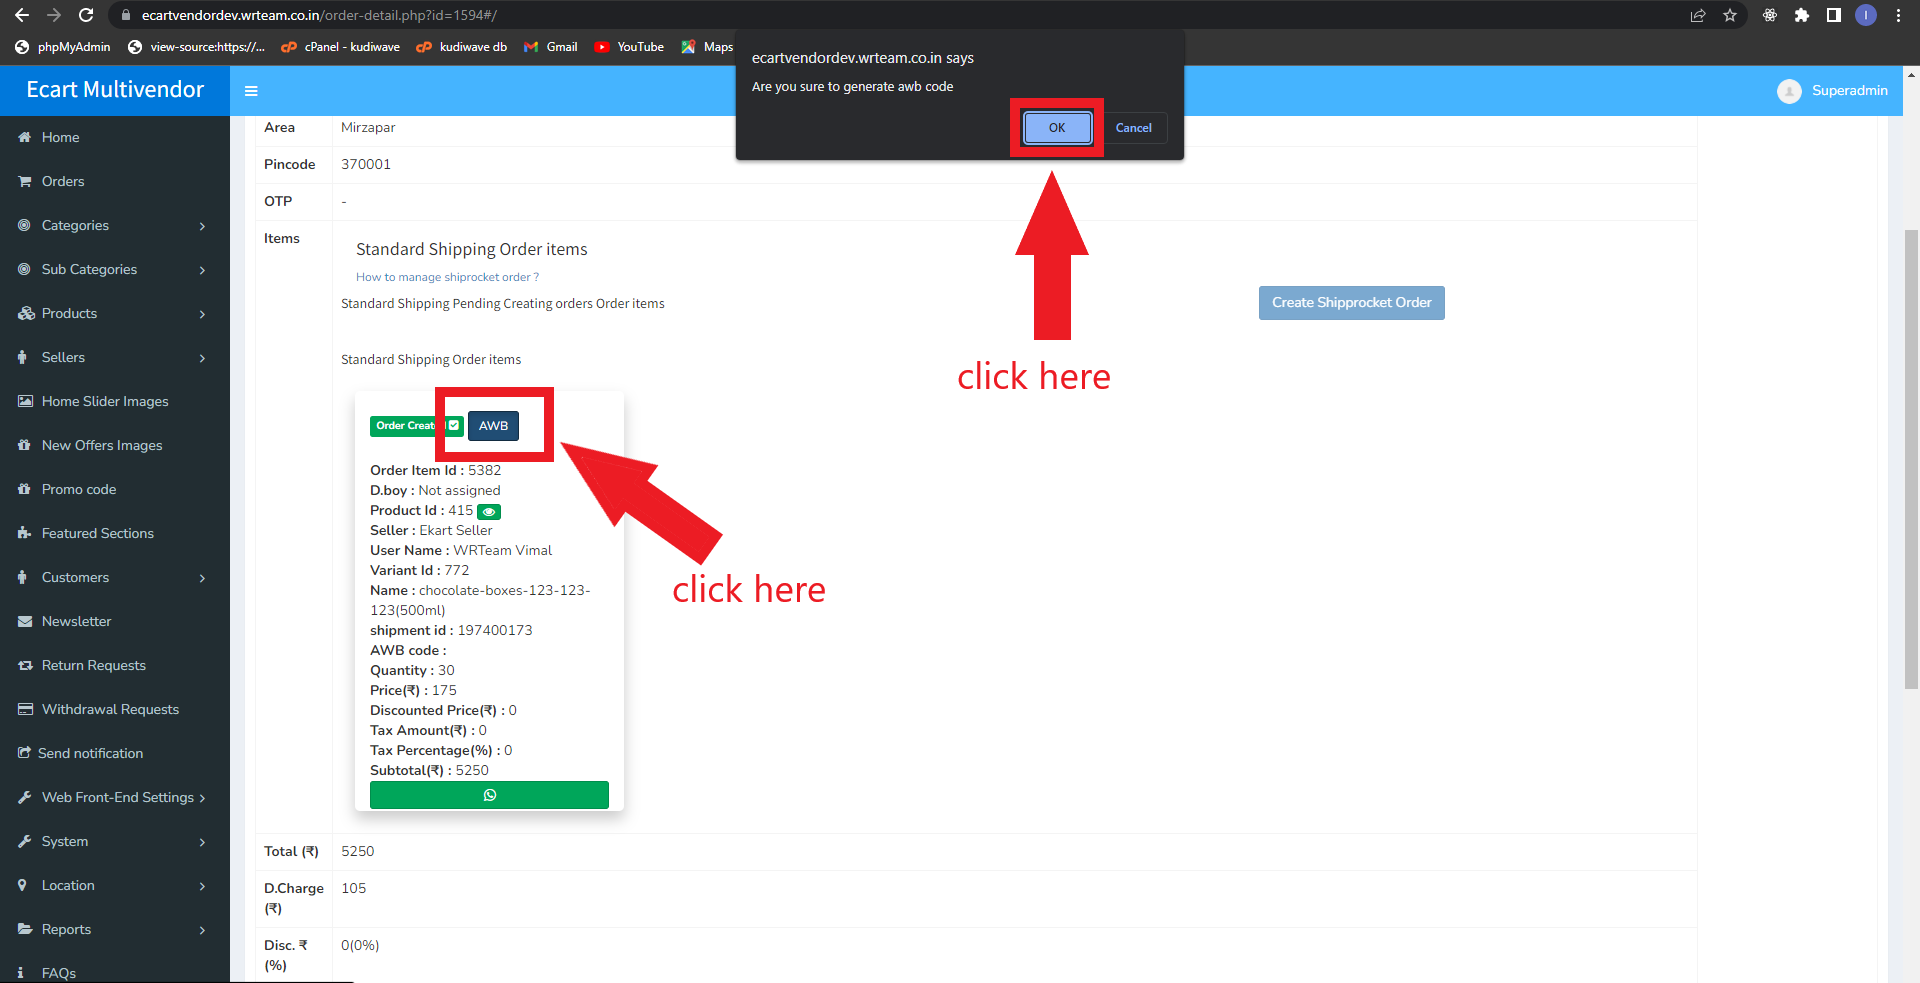 ecartvendordev.wrteam.co.in/order-detail.php?id=1594#/
I
phpMyAdmin
view-source:https://...
cPanel - kudiwave
kudiwave db
Gmail
YouTube
Maps
ecartvendordev.wrteam.co.in says
Are you sure to generate awb code
OK
Cancel
Ecart Multivendor
Superadmin
Home
Orders
Categories
Sub Categories
Products
Sellers
Home Slider Images
New Offers Images
Promo code
Featured Sections
Customers
Newsletter
Return Requests
Withdrawal Requests
Send notification
Web Front-End Settings
System
Location
Reports
FAQs
Area Mirzapar
Pincode 370001
OTP -
Items
Standard Shipping Order items
How to manage shiprocket order ?
Standard Shipping Pending Creating orders Order items
Create Shipprocket Order
click here
Standard Shipping Order items
Order Creat
AWB
Order Item Id : 5382
D.boy : Not assigned
Product Id : 415
Seller : Ekart Seller
User Name : WRTeam Vimal
Variant Id : 772
Name : chocolate-boxes-123-123-
123(500ml)
shipment id : 197400173
AWB code :
Quantity : 30
Price(₹) : 175
Discounted Price(₹) : 0
Tax Amount(₹) : 0
Tax Percentage(%) : 0
Subtotal(₹) : 5250
click here
Total (₹) 5250
D.Charge 105
(₹)
Disc. ₹ 0(0%)
(%)